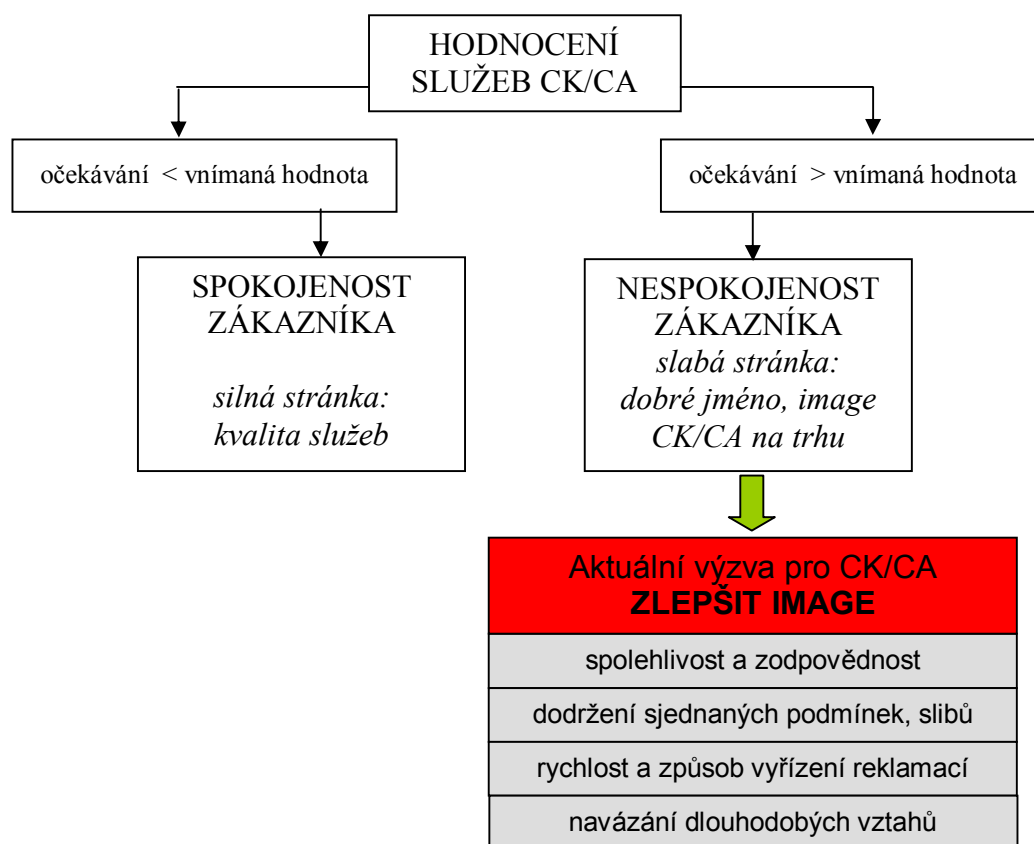 HODNOCENÍ
SLUŽEB CK/CA
očekávání < vnímaná hodnota
očekávání > vnímaná hodnota
SPOKOJENOST
ZÁKAZNÍKA
silná stránka:
kvalita služeb
NESPOKOJENOST
ZÁKAZNÍKA
slabá stránka:
dobré jméno, image
CK/CA na trhu
Aktuální výzva pro CK/CA
ZLEPŠIT IMAGE
spolehlivost a zodpovědnost
dodržení sjednaných podmínek, slibů
rychlost a způsob vyřízení reklamací
navázání dlouhodobých vztahů